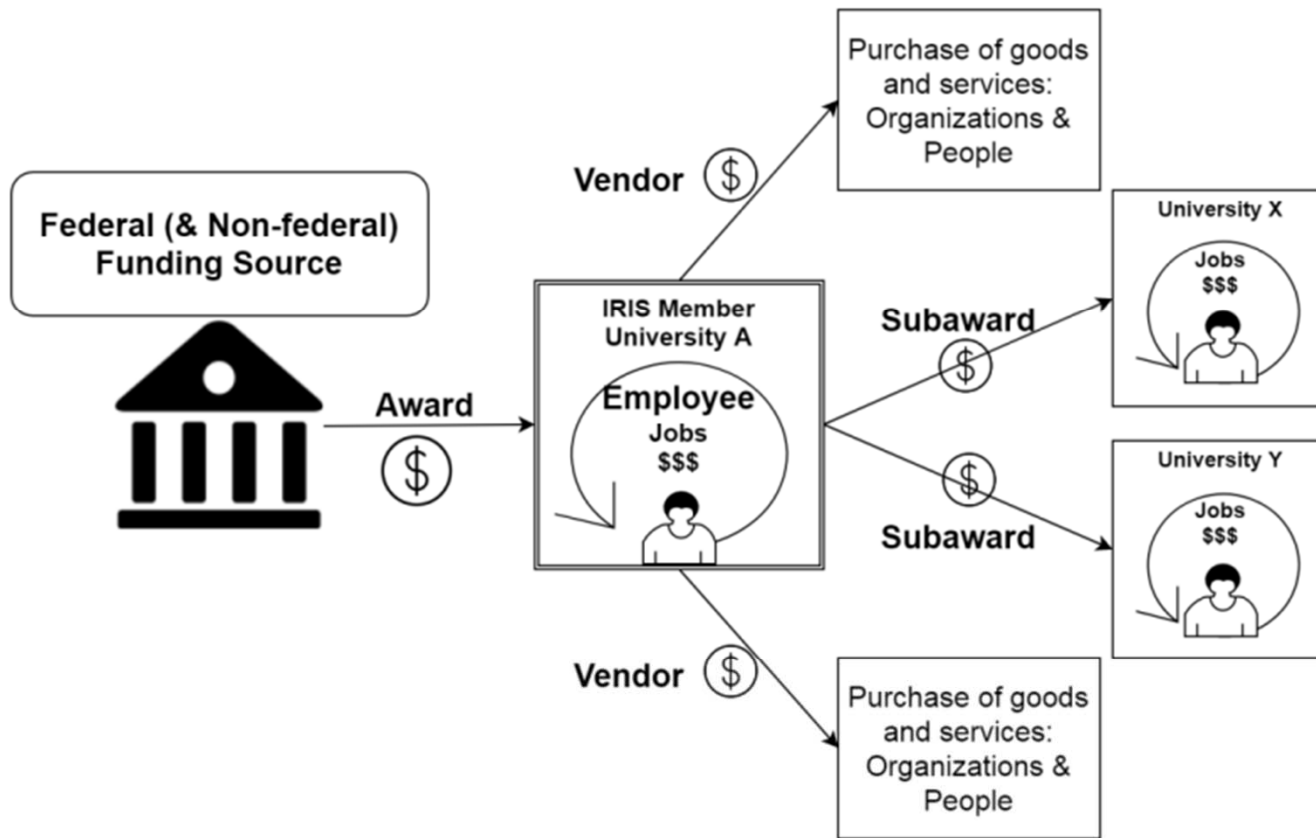 Federal (& Non-federal)
Funding Source
Award
$
IRIS Member
University A
Employee
Jobs
$$$
Vendor
$
Purchase of goods
and services:
Organizations &
People
Subaward
$
University X
Jobs
$$$
$
Subaward
University Y
Jobs
$$$
Vendor
$
Purchase of goods
and services:
Organizations &
People